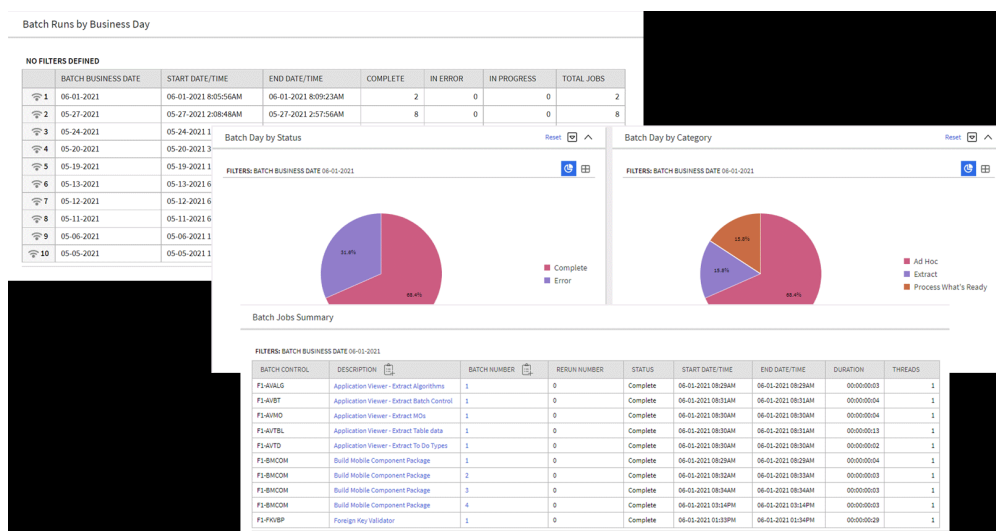 Batch Runs by Business Day
NO FILTERS DEFINED
BATCH BUSINESS DATE START DATE/TIME END DATE/TIME COMPLETE IN ERROR IN PROGRESS TOTAL JOBS
1 06-01-2021 06-01-2021 8:05:56AM 06-01-2021 8:09:23AM 2 0 0 2
2 05-27-2021 05-27-2021 2:08:48AM 05-27-2021 2:57:56AM 8 0 0 8
3 05-24-2021 05-24-2021 1
4 05-20-2021 05-20-2021 3
5 05-19-2021 05-19-2021 1
6 05-13-2021 05-13-2021 6
7 05-12-2021 05-12-2021 6
8 05-11-2021 05-11-2021 6
9 05-06-2021 05-06-2021 1
10 05-05-2021 05-05-2021 1
Batch Day by Status Reset
FILTERS: BATCH BUSINESS DATE 06-01-2021
31.6%
68.4%
Complete
Error
Batch Day by Category Reset
FILTERS: BATCH BUSINESS DATE 06-01-2021
15.8%
15.8%
68.4%
Ad Hoc
Extract
Process What's Ready
Batch Jobs Summary
FILTERS: BATCH BUSINESS DATE 06-01-2021
BATCH CONTROL DESCRIPTION BATCH NUMBER RERUN NUMBER STATUS START DATE/TIME END DATE/TIME DURATION THREADS
F1-AVALG Application Viewer - Extract Algorithms 1 0 Complete 06-01-2021 08:29AM 06-01-2021 08:29AM 00:00:00:03 1
F1-AVBT Application Viewer - Extract Batch Control 1 0 Complete 06-01-2021 08:31AM 06-01-2021 08:31AM 00:00:00:04 1
F1-AVMO Application Viewer - Extract MOs 1 0 Complete 06-01-2021 08:30AM 06-01-2021 08:30AM 00:00:00:04 1
F1-AVTBL Application Viewer - Extract Table data 1 0 Complete 06-01-2021 08:30AM 06-01-2021 08:31AM 00:00:00:13 1
F1-AVTD Application Viewer - Extract To Do Types 1 0 Complete 06-01-2021 08:30AM 06-01-2021 08:30AM 00:00:00:02 1
F1-BMCOM Build Mobile Component Package 1 0 Complete 06-01-2021 08:29AM 06-01-2021 08:29AM 00:00:00:04 1
F1-BMCOM Build Mobile Component Package 2 0 Complete 06-01-2021 08:32AM 06-01-2021 08:33AM 00:00:00:03 1
F1-BMCOM Build Mobile Component Package 3 0 Complete 06-01-2021 08:34AM 06-01-2021 08:34AM 00:00:00:03 1
F1-BMCOM Build Mobile Component Package 4 0 Complete 06-01-2021 03:14PM 06-01-2021 03:14PM 00:00:00:03 1
F1-FKVBP Foreign Key Validator 1 0 Complete 06-01-2021 01:33PM 06-01-2021 01:34PM 00:00:00:29 1